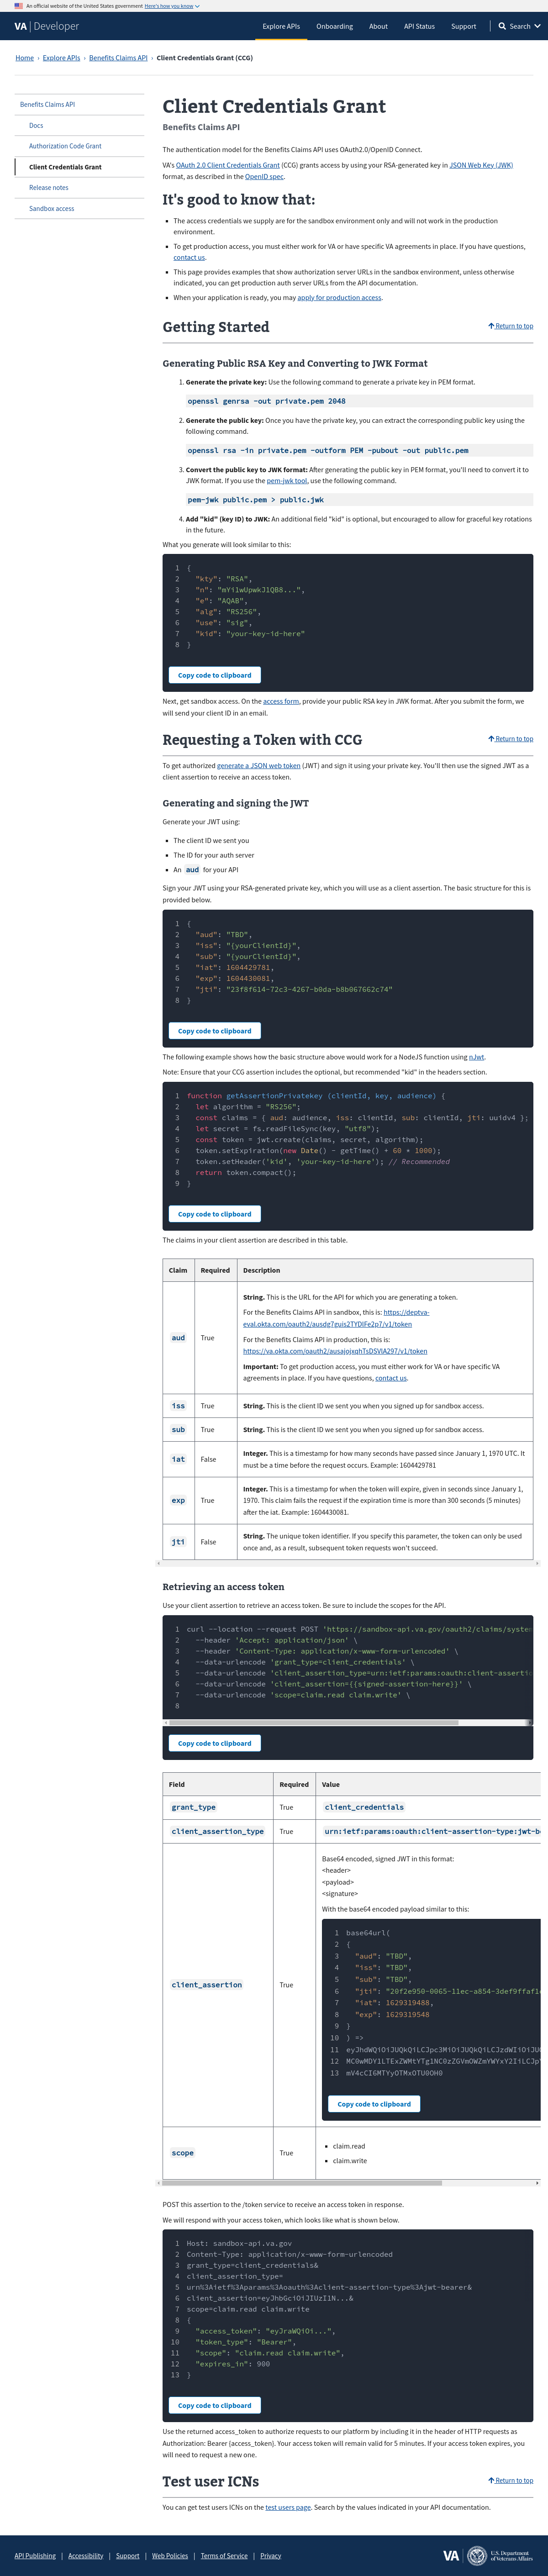 An official website of the United States government Here's how you know
VA | Developer
Explore APIs
Onboarding
About
API Status
Support
Search
Home › Explore APIs › Benefits Claims API › Client Credentials Grant (CCG)
Benefits Claims API
Docs
Authorization Code Grant
Client Credentials Grant
Release notes
Sandbox access
Client Credentials Grant
Benefits Claims API
The authentication model for the Benefits Claims API uses OAuth2.0/OpenID Connect.
VA's OAuth 2.0 Client Credentials Grant (CCG) grants access by using your RSA-generated key in JSON Web Key (JWK)
format, as described in the OpenID spec.
It's good to know that:
• The access credentials we supply are for the sandbox environment only and will not work in the production
environment.
• To get production access, you must either work for VA or have specific VA agreements in place. If you have questions,
contact us.
• This page provides examples that show authorization server URLs in the sandbox environment, unless otherwise
indicated, you can get production auth server URLs from the API documentation.
• When your application is ready, you may apply for production access.
Getting Started
Return to top
Generating Public RSA Key and Converting to JWK Format
1. Generate the private key: Use the following command to generate a private key in PEM format.
openssl genrsa -out private.pem 2048
2. Generate the public key: Once you have the private key, you can extract the corresponding public key using the
following command.
openssl rsa -in private.pem -outform PEM -pubout -out public.pem
3. Convert the public key to JWK format: After generating the public key in PEM format, you'll need to convert it to
JWK format. If you use the pem-jwk tool, use the following command.
pem-jwk public.pem > public.jwk
4. Add "kid" (key ID) to JWK: An additional field "kid" is optional, but encouraged to allow for graceful key rotations
in the future.
What you generate will look similar to this:
1 {
2 "kty": "RSA",
3 "n": "mYi1wUpwkJ1QB8...",
4 "e": "AQAB",
5 "alg": "RS256",
6 "use": "sig",
7 "kid": "your-key-id-here"
8 }
Copy code to clipboard
Next, get sandbox access. On the access form, provide your public RSA key in JWK format. After you submit the form, we
will send your client ID in an email.
Requesting a Token with CCG
Return to top
To get authorized generate a JSON web token (JWT) and sign it using your private key. You'll then use the signed JWT as a
client assertion to receive an access token.
Generating and signing the JWT
Generate your JWT using:
• The client ID we sent you
• The ID for your auth server
• An aud for your API
Sign your JWT using your RSA-generated private key, which you will use as a client assertion. The basic structure for this is
provided below.
1 {
2 "aud": "TBD",
3 "iss": "{yourClientId}",
4 "sub": "{yourClientId}",
5 "iat": 1604429781,
6 "exp": 1604430081,
7 "jti": "23f8f614-72c3-4267-b0da-b8b067662c74"
8 }
Copy code to clipboard
The following example shows how the basic structure above would work for a NodeJS function using nJwt.
Note: Ensure that your CCG assertion includes the optional, but recommended "kid" in the headers section.
1 function getAssertionPrivatekey (clientId, key, audience) {
2 let algorithm = "RS256";
3 const claims = { aud: audience, iss: clientId, sub: clientId, jti: uuidv4 };
4 let secret = fs.readFileSync(key, "utf8");
5 const token = jwt.create(claims, secret, algorithm);
6 token.setExpiration(new Date() - getTime() + 60 * 1000);
7 token.setHeader('kid', 'your-key-id-here'); // Recommended
8 return token.compact();
9 }
Copy code to clipboard
The claims in your client assertion are described in this table.
Claim Required Description
aud True
String. This is the URL for the API for which you are generating a token.
For the Benefits Claims API in sandbox, this is: https://deptva-
eval.okta.com/oauth2/ausdg7guis2TYDlFe2p7/v1/token
For the Benefits Claims API in production, this is:
https://va.okta.com/oauth2/ausajojxqhTsDSVlA297/v1/token
Important: To get production access, you must either work for VA or have specific VA
agreements in place. If you have questions, contact us.
iss True String. This is the client ID we sent you when you signed up for sandbox access.
sub True String. This is the client ID we sent you when you signed up for sandbox access.
iat False Integer. This is a timestamp for how many seconds have passed since January 1, 1970 UTC. It
must be a time before the request occurs. Example: 1604429781
exp True Integer. This is a timestamp for when the token will expire, given in seconds since January 1,
1970. This claim fails the request if the expiration time is more than 300 seconds (5 minutes)
after the iat. Example: 1604430081.
jti False String. The unique token identifier. If you specify this parameter, the token can only be used
once and, as a result, subsequent token requests won't succeed.
Retrieving an access token
Use your client assertion to retrieve an access token. Be sure to include the scopes for the API.
1 curl --location --request POST 'https://sandbox-api.va.gov/oauth2/claims/system
2 --header 'Accept: application/json' \
3 --header 'Content-Type: application/x-www-form-urlencoded' \
4 --data-urlencode 'grant_type=client_credentials' \
5 --data-urlencode 'client_assertion_type=urn:ietf:params:oauth:client-assertio
6 --data-urlencode 'client_assertion={{signed-assertion-here}}' \
7 --data-urlencode 'scope=claim.read claim.write' \
8
Copy code to clipboard
Field Required Value
grant_type True client_credentials
client_assertion_type True urn:ietf:params:oauth:client-assertion-type:jwt-be
client_assertion True
Base64 encoded, signed JWT in this format:
<header>
<payload>
<signature>
With the base64 encoded payload similar to this:
1 base64url(
2 {
3 "aud": "TBD",
4 "iss": "TBD",
5 "sub": "TBD",
6 "jti": "20f2e950-0065-11ec-a854-3def9ffaf1
7 "iat": 1629319488,
8 "exp": 1629319548
9 }
10 ) =>
11 eyJhdWQiOiJUQkQiLCJpc3MiOiJUQkQiLCJzdWIiOiJU
12 MC0wMDY1LTExZWMtYTg1NC0zZGVmOWZmYWYxY2IiLCJp
13 mV4cCI6MTYyOTMxOTU0OH0
Copy code to clipboard
scope True
• claim.read
• claim.write
POST this assertion to the /token service to receive an access token in response.
We will respond with your access token, which looks like what is shown below.
1 Host: sandbox-api.va.gov
2 Content-Type: application/x-www-form-urlencoded
3 grant_type=client_credentials&
4 client_assertion_type=
5 urn%3Aietf%3Aparams%3Aoauth%3Aclient-assertion-type%3Ajwt-bearer&
6 client_assertion=eyJhbGciOiJIUzI1N...&
7 scope=claim.read claim.write
8 {
9 "access_token": "eyJraWQiOi...",
10 "token_type": "Bearer",
11 "scope": "claim.read claim.write",
12 "expires_in": 900
13 }
Copy code to clipboard
Use the returned access_token to authorize requests to our platform by including it in the header of HTTP requests as
Authorization: Bearer {access_token}. Your access token will remain valid for 5 minutes. If your access token expires, you
will need to request a new one.
Test user ICNs
Return to top
You can get test users ICNs on the test users page. Search by the values indicated in your API documentation.
API Publishing | Accessibility | Support | Web Policies | Terms of Service | Privacy
VA
U.S. Department
of Veterans Affairs